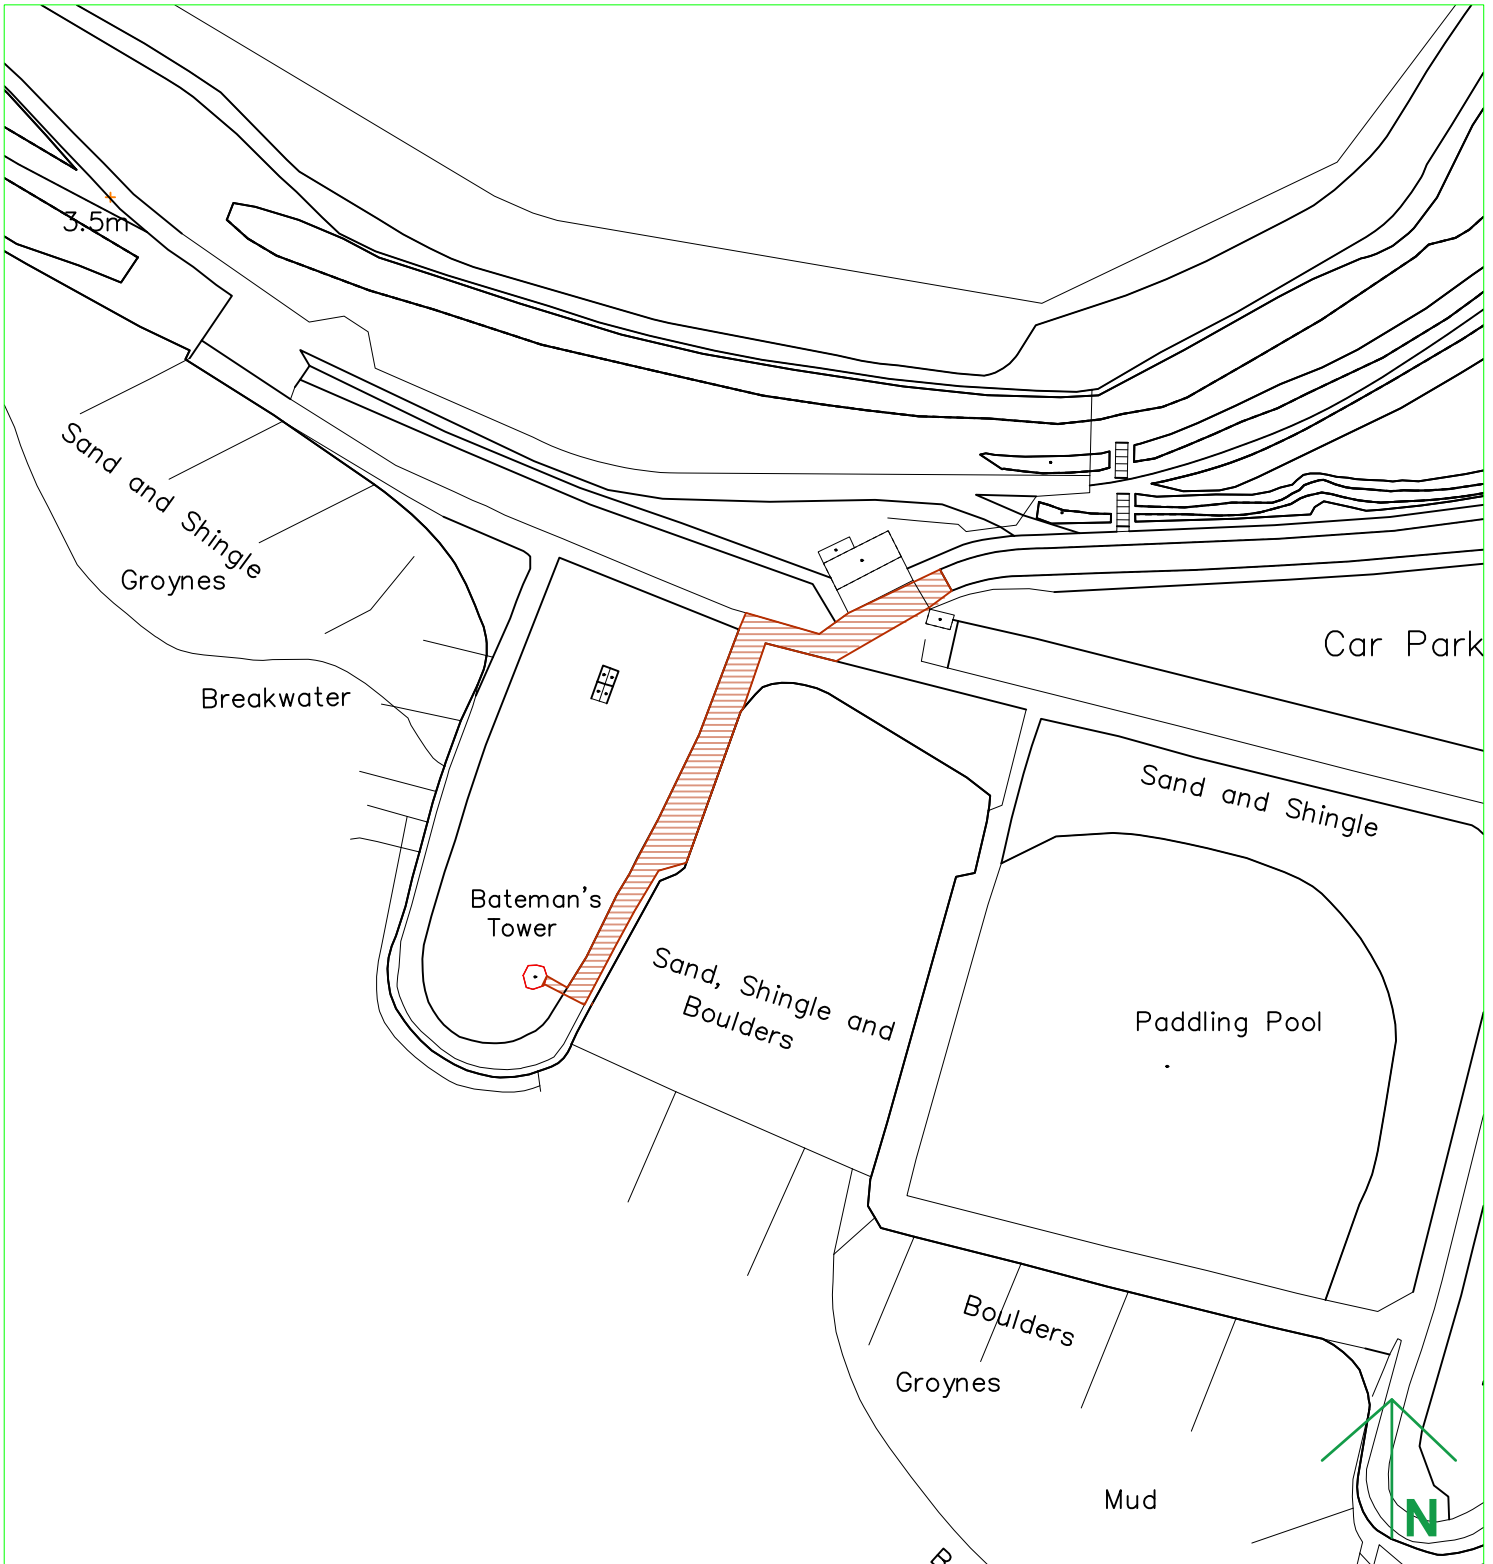 3.5m
Sand and Shingle
Groynes
Car Park
Breakwater
Sand and Shingle
Bateman's
Tower
Sand, Shingle and
Boulders
Paddling Pool
Boulders
Groynes
Mud
N